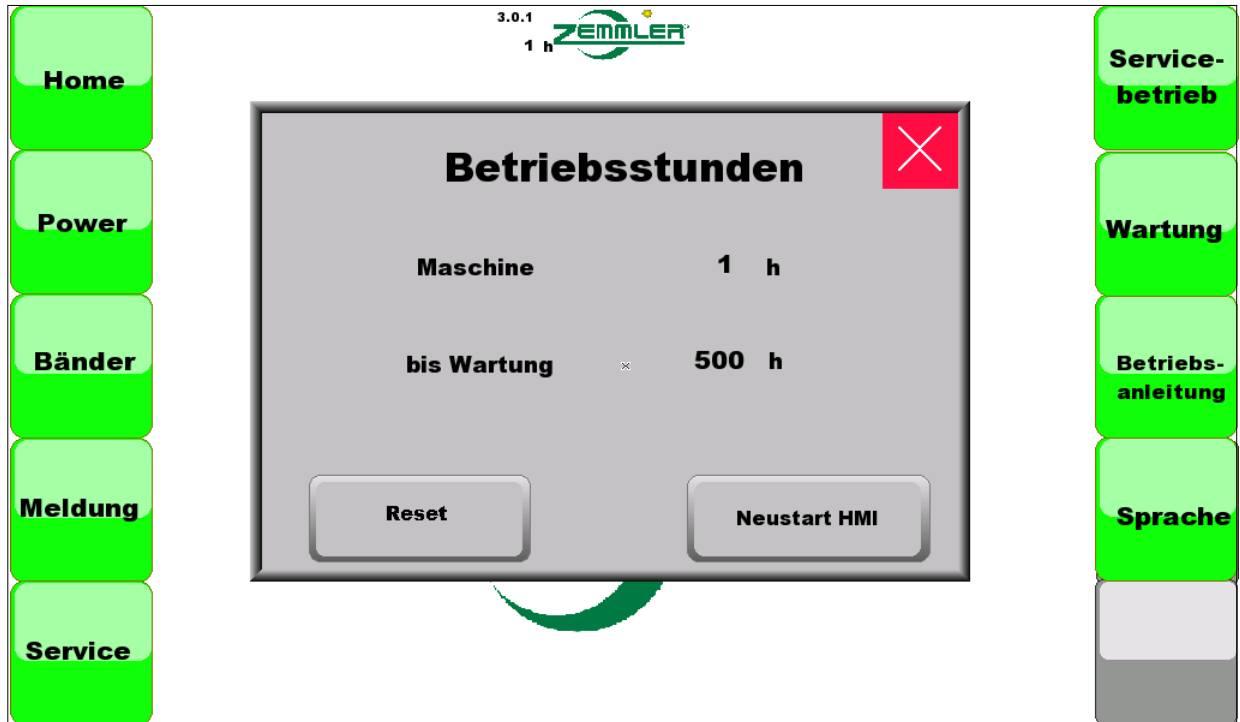 3.0.1
1 h
ZEMMLER®
Home
Power
Bänder
Meldung
Service
Betriebsstunden
Maschine 1 h
bis Wartung 500 h
Reset
Neustart HMI
Service-
betrieb
Wartung
Betriebs-
anleitung
Sprache